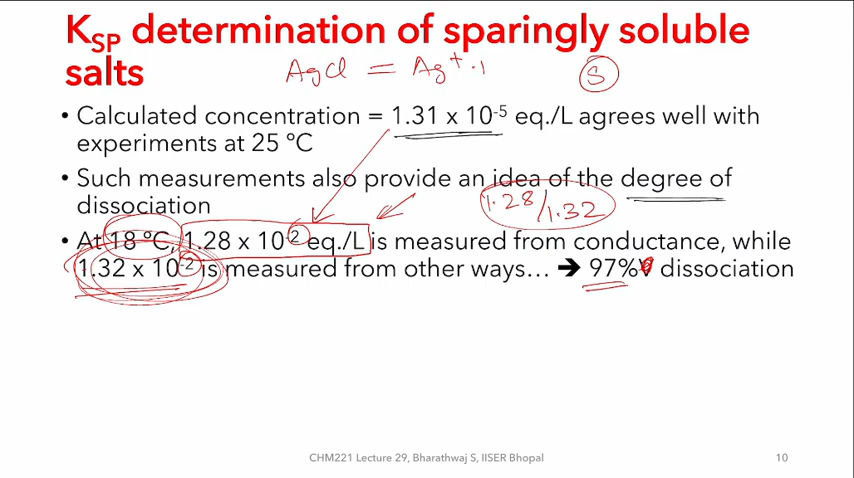 K_SP determination of sparingly soluble
salts
AgCl = Ag⁺ · 1
S
• Calculated concentration = 1.31 x 10⁻⁵ eq./L agrees well with
experiments at 25 °C
• Such measurements also provide an idea of the degree of
dissociation
1.28/1.32
• At 18 °C, 1.28 x 10⁻² eq./L is measured from conductance, while
1.32 x 10⁻² is measured from other ways... ➔ 97% dissociation
CHM221 Lecture 29, Bharathwaj S, IISER Bhopal
10